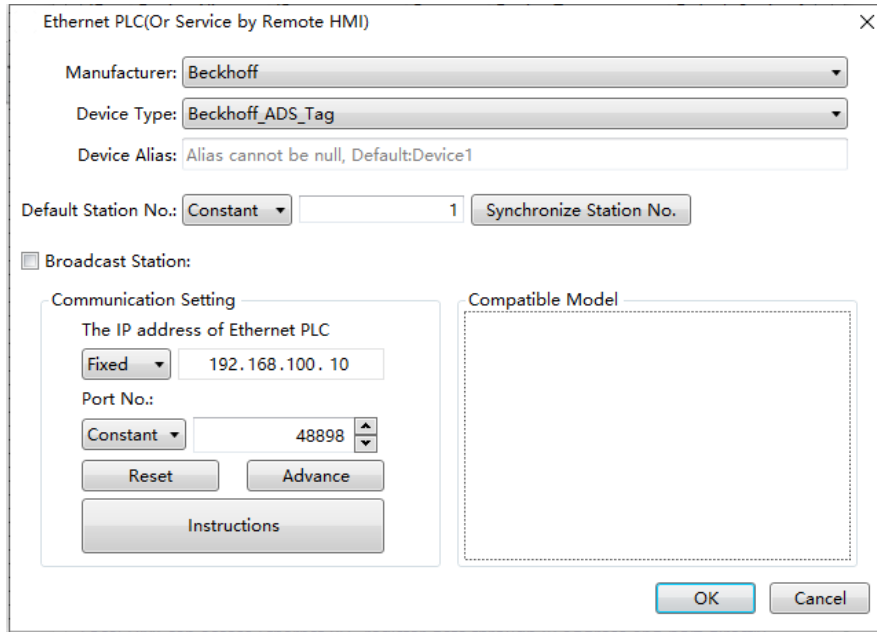 Ethernet PLC(Or Service by Remote HMI)
Manufacturer: Beckhoff
Device Type: Beckhoff_ADS_Tag
Device Alias: Alias cannot be null, Default:Device1
Default Station No.: Constant 1 Synchronize Station No.
Broadcast Station:
Communication Setting
The IP address of Ethernet PLC
Fixed 192.168.100. 10
Port No.:
Constant 48898
Reset Advance
Instructions
Compatible Model
OK Cancel